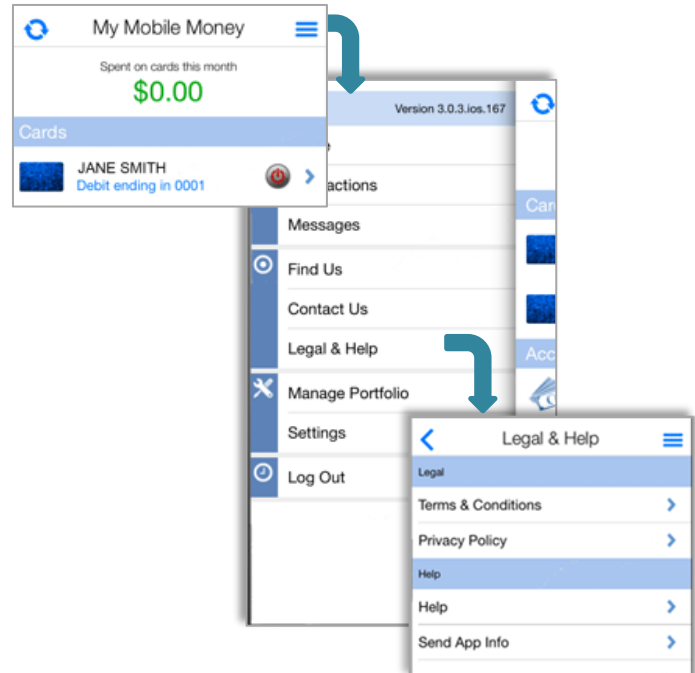 My Mobile Money
Spent on cards this month
$0.00
Cards
JANE SMITH
Debit ending in 0001
Version 3.0.3.ios.167
Messages
Find Us
Contact Us
Legal & Help
Manage Portfolio
Settings
Log Out
Legal & Help
Legal
Terms & Conditions
Privacy Policy
Help
Help
Send App Info